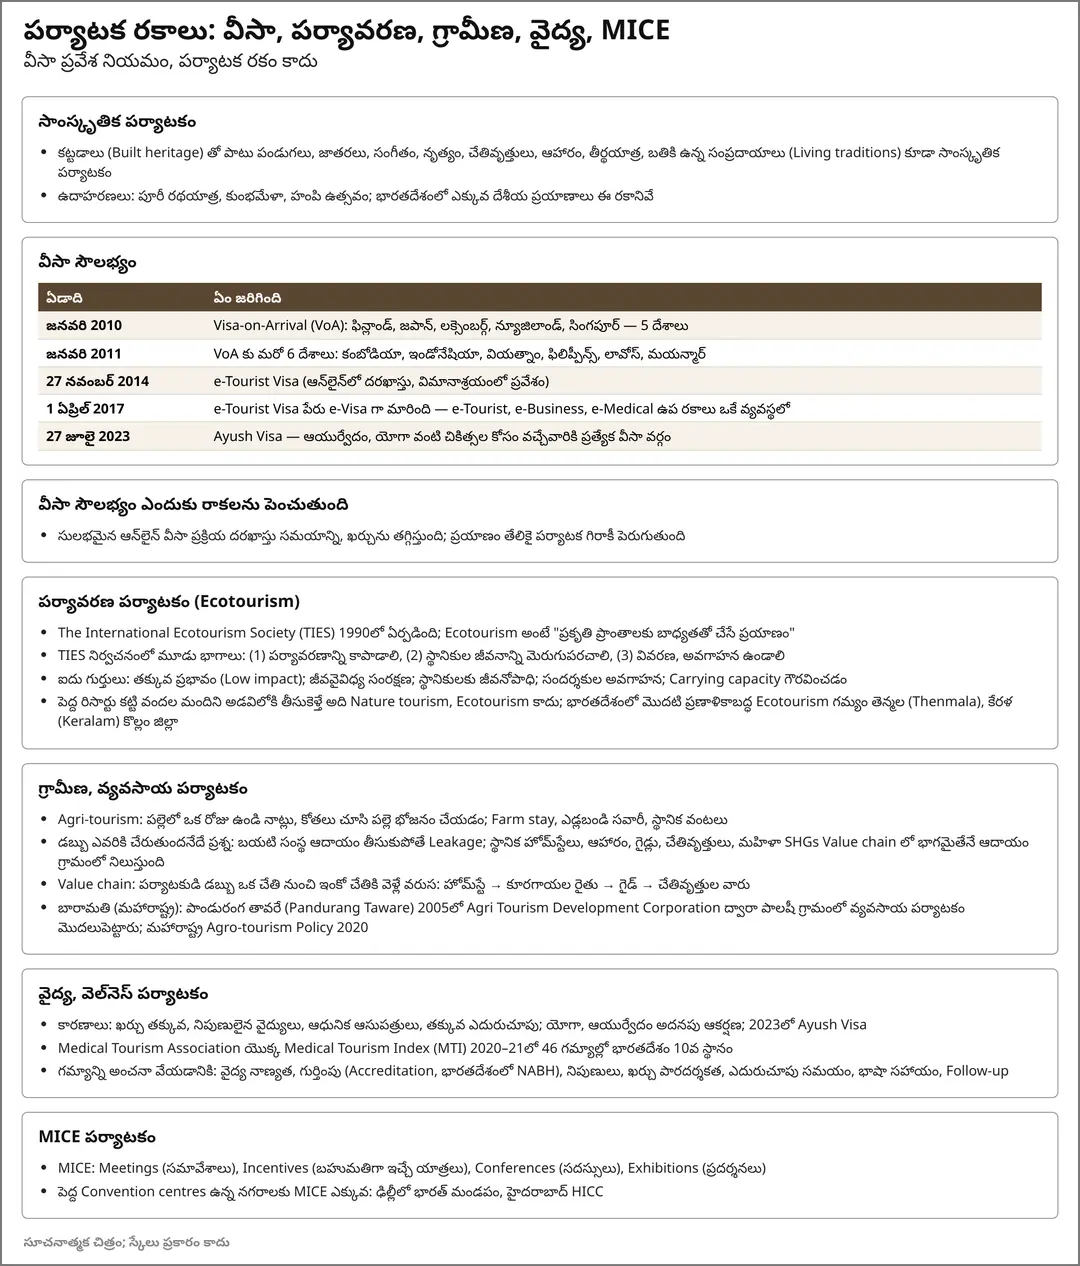 పర్యాటక రకాలు: వీసా, పర్యావరణ, గ్రామీణ, వైద్య, MICE
వీసా ప్రవేశ నియమం, పర్యాటక రకం కాదు
సాంస్కృతిక పర్యాటకం
• కట్టడాలు (Built heritage) తో పాటు పండుగలు, జాతరలు, సంగీతం, నృత్యం, చేతివృత్తులు, ఆహారం, తీర్థయాత్ర, బతికి ఉన్న సంప్రదాయాలు (Living traditions) కూడా సాంస్కృతిక
పర్యాటకం
• ఉదాహరణలు: పూరీ రథయాత్ర, కుంభమేళా, హంపి ఉత్సవం; భారతదేశంలో ఎక్కువ దేశీయ ప్రయాణాలు ఈ రకానివే
వీసా సౌలభ్యం
ఏడాది ఏం జరిగింది
జనవరి 2010 Visa-on-Arrival (VoA): ఫిన్లాండ్, జపాన్, లక్సెంబర్గ్, న్యూజిలాండ్, సింగపూర్ — 5 దేశాలు
జనవరి 2011 VoA కు మరో 6 దేశాలు: కంబోడియా, ఇండోనేషియా, వియత్నాం, ఫిలిప్పీన్స్, లావోస్, మయన్మార్
27 నవంబర్ 2014 e-Tourist Visa (ఆన్‌లైన్‌లో దరఖాస్తు, విమానాశ్రయంలో ప్రవేశం)
1 ఏప్రిల్ 2017 e-Tourist Visa పేరు e-Visa గా మారింది — e-Tourist, e-Business, e-Medical ఉప రకాలు ఒకే వ్యవస్థలో
27 జూలై 2023 Ayush Visa — ఆయుర్వేదం, యోగా వంటి చికిత్సల కోసం వచ్చేవారికి ప్రత్యేక వీసా వర్గం
వీసా సౌలభ్యం ఎందుకు రాకలను పెంచుతుంది
• సులభమైన ఆన్‌లైన్ వీసా ప్రక్రియ దరఖాస్తు సమయాన్ని, ఖర్చును తగ్గిస్తుంది; ప్రయాణం తేలికై పర్యాటక గిరాకీ పెరుగుతుంది
పర్యావరణ పర్యాటకం (Ecotourism)
• The International Ecotourism Society (TIES) 1990లో ఏర్పడింది; Ecotourism అంటే "ప్రకృతి ప్రాంతాలకు బాధ్యతతో చేసే ప్రయాణం"
• TIES నిర్వచనంలో మూడు భాగాలు: (1) పర్యావరణాన్ని కాపాడాలి, (2) స్థానికుల జీవనాన్ని మెరుగుపరచాలి, (3) వివరణ, అవగాహన ఉండాలి
• ఐదు గుర్తులు: తక్కువ ప్రభావం (Low impact); జీవవైవిధ్య సంరక్షణ; స్థానికులకు జీవనోపాధి; సందర్శకుల అవగాహన; Carrying capacity గౌరవించడం
• పెద్ద రిసార్టు కట్టి వందల మందిని అడవిలోకి తీసుకెళ్తే అది Nature tourism, Ecotourism కాదు; భారతదేశంలో మొదటి ప్రణాళికాబద్ధ Ecotourism గమ్యం తెన్మల (Thenmala), కేరళ
(Keralam) కొల్లం జిల్లా
గ్రామీణ, వ్యవసాయ పర్యాటకం
• Agri-tourism: పల్లెలో ఒక రోజు ఉండి నాట్లు, కోతలు చూసి పల్లె భోజనం చేయడం; Farm stay, ఎడ్లబండి సవారీ, స్థానిక వంటలు
• డబ్బు ఎవరికి చేరుతుందనేదే ప్రశ్న: బయటి సంస్థ ఆదాయం తీసుకుపోతే Leakage; స్థానిక హోమ్‌స్టేలు, ఆహారం, గైడ్లు, చేతివృత్తులు, మహిళా SHGs Value chain లో భాగమైతేనే ఆదాయం
గ్రామంలో నిలుస్తుంది
• Value chain: పర్యాటకుడి డబ్బు ఒక చేతి నుంచి ఇంకో చేతికి వెళ్లే వరుస: హోమ్‌స్టే → కూరగాయల రైతు → గైడ్ → చేతివృత్తుల వారు
• బారామతి (మహారాష్ట్ర): పాండురంగ తావరే (Pandurang Taware) 2005లో Agri Tourism Development Corporation ద్వారా పాలషీ గ్రామంలో వ్యవసాయ పర్యాటకం
మొదలుపెట్టారు; మహారాష్ట్ర Agro-tourism Policy 2020
వైద్య, వెల్‌నెస్ పర్యాటకం
• కారణాలు: ఖర్చు తక్కువ, నిపుణులైన వైద్యులు, ఆధునిక ఆసుపత్రులు, తక్కువ ఎదురుచూపు; యోగా, ఆయుర్వేదం అదనపు ఆకర్షణ; 2023లో Ayush Visa
• Medical Tourism Association యొక్క Medical Tourism Index (MTI) 2020–21లో 46 గమ్యాల్లో భారతదేశం 10వ స్థానం
• గమ్యాన్ని అంచనా వేయడానికి: వైద్య నాణ్యత, గుర్తింపు (Accreditation, భారతదేశంలో NABH), నిపుణులు, ఖర్చు పారదర్శకత, ఎదురుచూపు సమయం, భాషా సహాయం, Follow-up
MICE పర్యాటకం
• MICE: Meetings (సమావేశాలు), Incentives (బహుమతిగా ఇచ్చే యాత్రలు), Conferences (సదస్సులు), Exhibitions (ప్రదర్శనలు)
• పెద్ద Convention centres ఉన్న నగరాలకు MICE ఎక్కువ: ఢిల్లీలో భారత్ మండపం, హైదరాబాద్ HICC
సూచనాత్మక చిత్రం; స్కేలు ప్రకారం కాదు